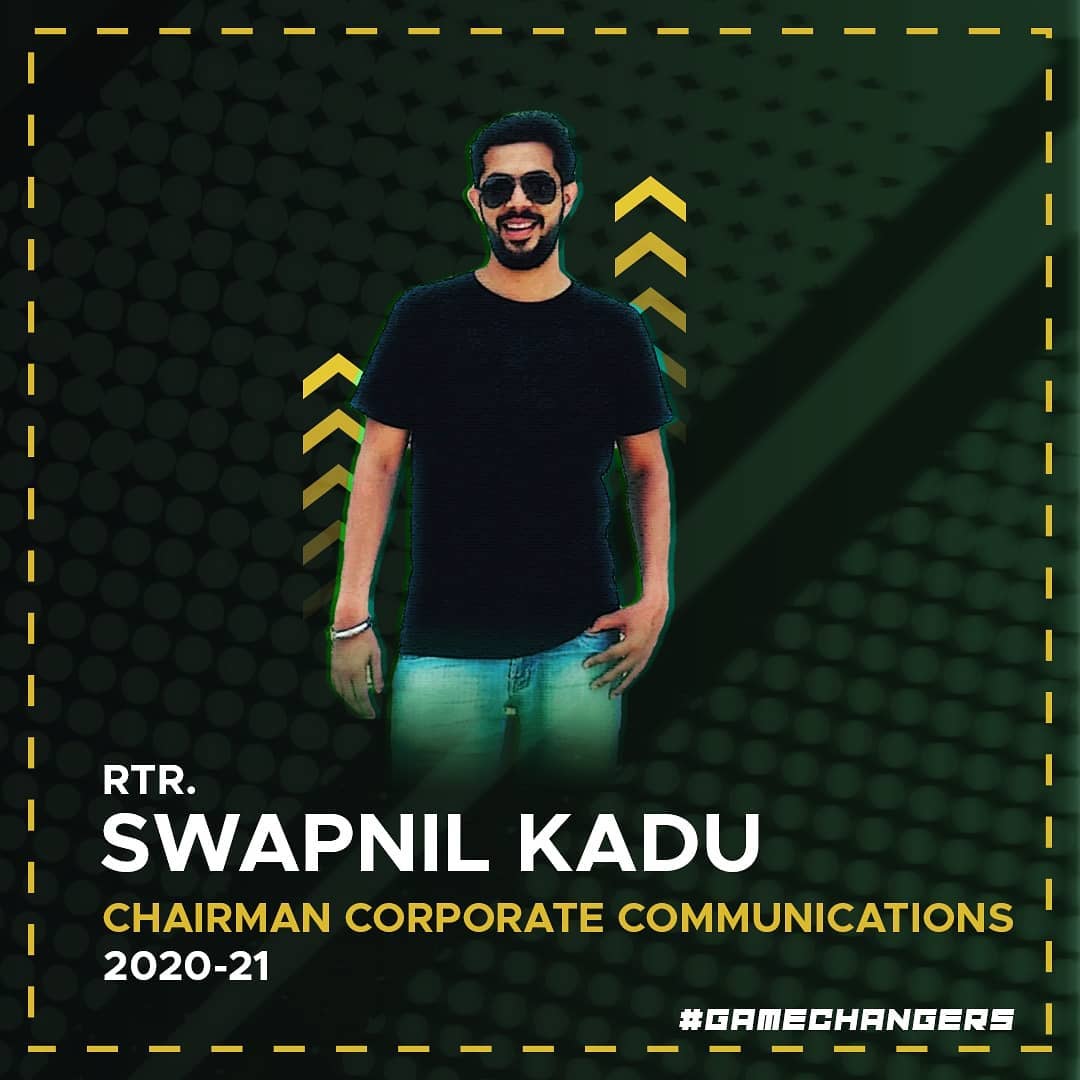 RTR.
SWAPNIL KADU
CHAIRMAN CORPORATE COMMUNICATIONS
2020-21
#GAMECHANGERS